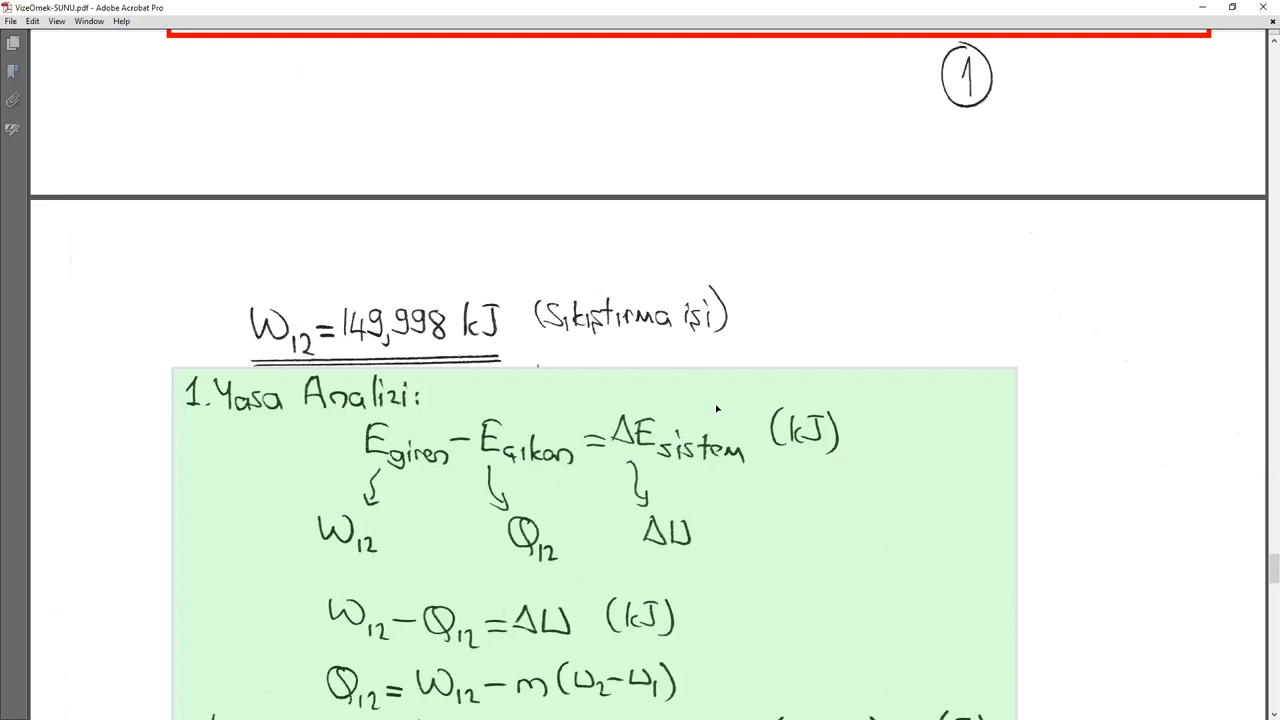 VizeOrnek-SUNU.pdf - Adobe Acrobat Pro
File Edit View Window Help
1
W12 = 149,998 kJ (Sıkıştırma işi)
1. Yasa Analizi:
Egiren - Eçıkan = ΔEsistem (kJ)
W12 Q12 ΔU
W12 - Q12 = ΔU (kJ)
Q12 = W12 - m (u2 - u1)